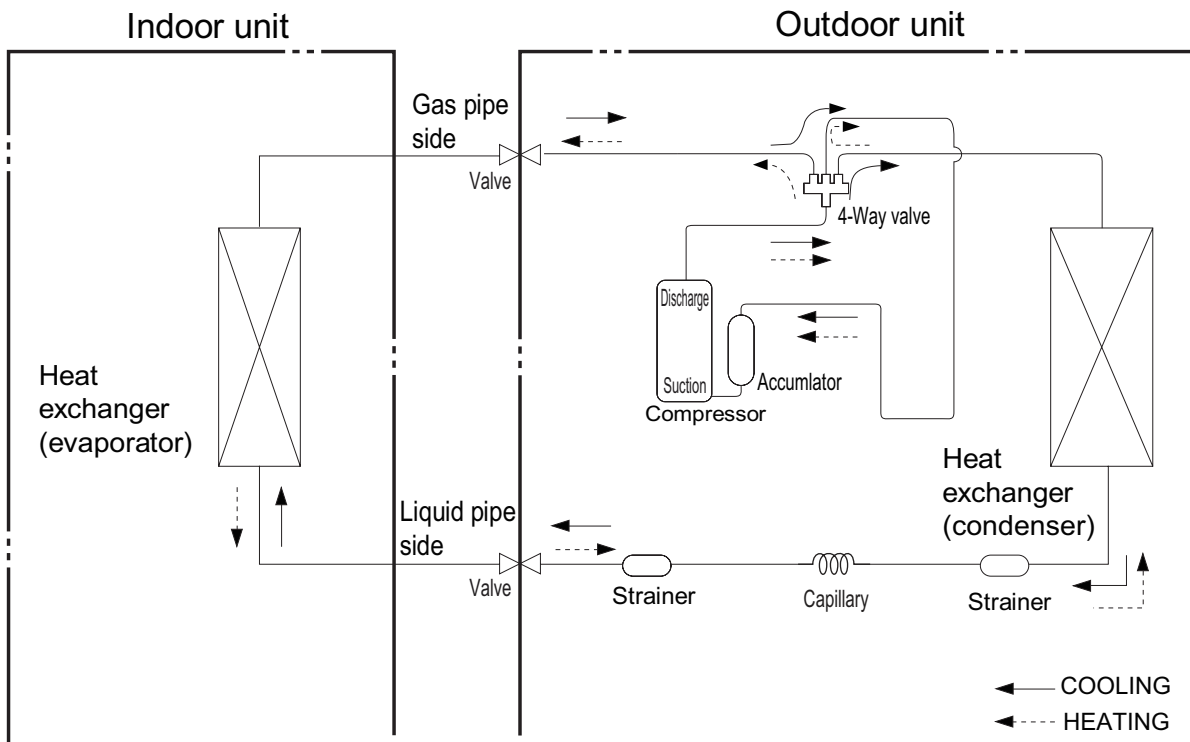 Indoor unit
Outdoor unit
Gas pipe
side
Valve
4-Way valve
Discharge
Suction
Compressor
Accumlator
Heat
exchanger
(evaporator)
Heat
exchanger
(condenser)
Liquid pipe
side
Valve
Strainer
Capillary
Strainer
COOLING
HEATING